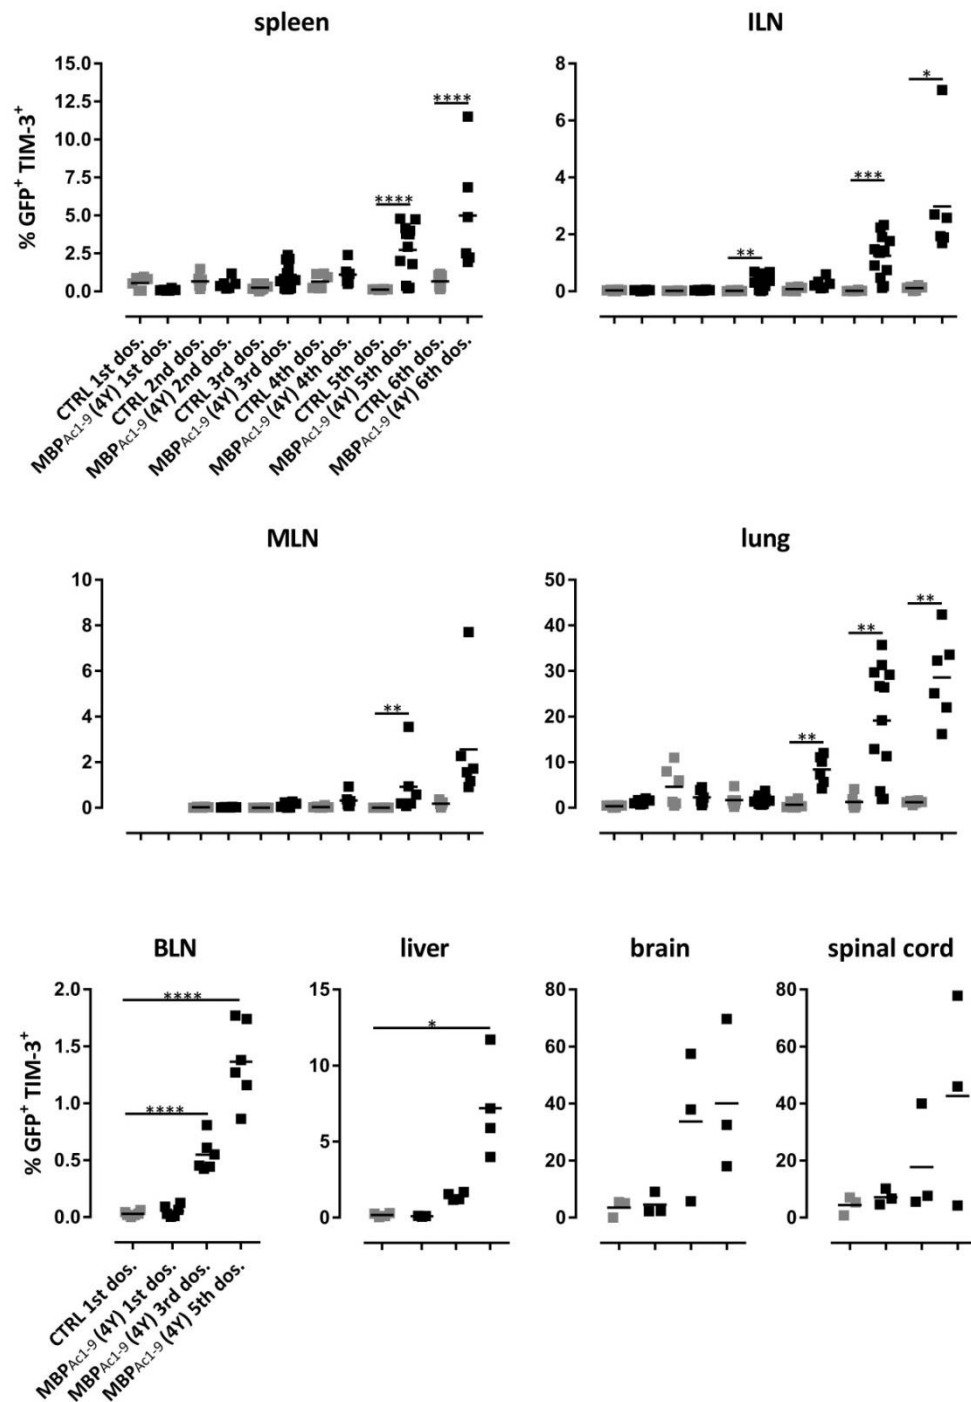 spleen
ILN
% GFP+ TIM-3+
15.0
12.5
10.0
7.5
5.0
2.5
0.0
****
****
8
6
4
2
0
**
***
*
CTRL 1st dos.
MBPAc1-9 (4Y) 1st dos.
CTRL 2nd dos.
MBPAc1-9 (4Y) 2nd dos.
CTRL 3rd dos.
MBPAc1-9 (4Y) 3rd dos.
CTRL 4th dos.
MBPAc1-9 (4Y) 4th dos.
CTRL 5th dos.
MBPAc1-9 (4Y) 5th dos.
CTRL 6th dos.
MBPAc1-9 (4Y) 6th dos.
MLN
lung
10
8
6
4
2
0
**
50
40
30
20
10
0
**
**
**
BLN
liver
brain
spinal cord
% GFP+ TIM-3+
2.0
1.5
1.0
0.5
0.0
****
****
15
10
5
0
*
80
60
40
20
0
80
60
40
20
0
CTRL 1st dos.
MBPAc1-9 (4Y) 1st dos.
MBPAc1-9 (4Y) 3rd dos.
MBPAc1-9 (4Y) 5th dos.